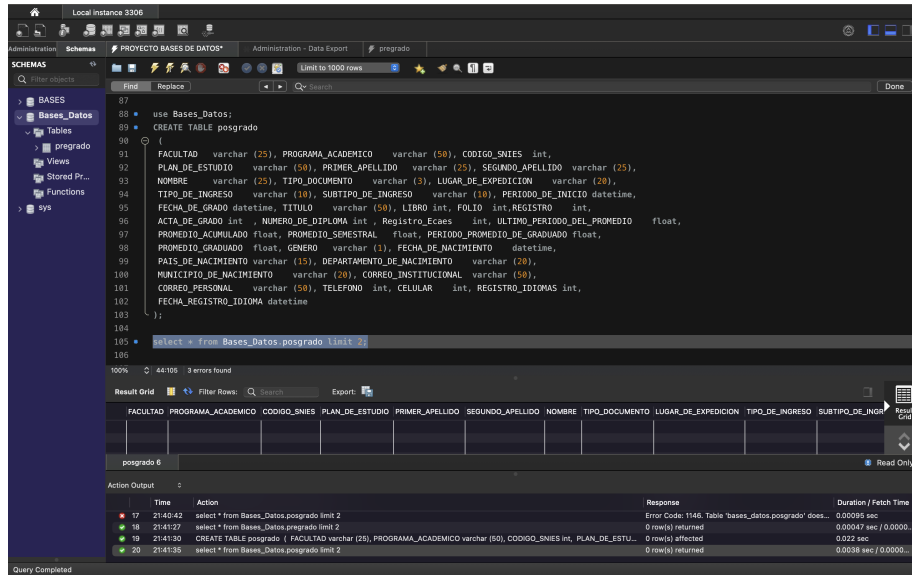 Local instance 3306
Administration Schemas PROYECTO BASES DE DATOS* Administration - Data Export pregrado
SCHEMAS
Filter objects
BASES
Bases_Datos
Tables
pregrado
Views
Stored Pr...
Functions
sys
Limit to 1000 rows
Find Replace Search Done
87
88 use Bases_Datos;
89 CREATE TABLE posgrado
90 (
91 FACULTAD varchar (25), PROGRAMA_ACADEMICO varchar (50), CODIGO_SNIES int,
92 PLAN_DE_ESTUDIO varchar (50), PRIMER_APELLIDO varchar (25), SEGUNDO_APELLIDO varchar (25),
93 NOMBRE varchar (25), TIPO_DOCUMENTO varchar (3), LUGAR_DE_EXPEDICION varchar (20),
94 TIPO_DE_INGRESO varchar (10), SUBTIPO_DE_INGRESO varchar (10), PERIODO_DE_INICIO datetime,
95 FECHA_DE_GRADO datetime, TITULO varchar (50), LIBRO int, FOLIO int,REGISTRO int,
96 ACTA_DE_GRADO int , NUMERO_DE_DIPLOMA int , Registro_Ecaes int, ULTIMO_PERIODO_DEL_PROMEDIO float,
97 PROMEDIO_ACUMULADO float, PROMEDIO_SEMESTRAL float, PERIODO_PROMEDIO_DE_GRADUADO float,
98 PROMEDIO_GRADUADO float, GENERO varchar (1), FECHA_DE_NACIMIENTO datetime,
99 PAIS_DE_NACIMIENTO varchar (15), DEPARTAMENTO_DE_NACIMIENTO varchar (20),
100 MUNICIPIO_DE_NACIMIENTO varchar (20), CORREO_INSTITUCIONAL varchar (50),
101 CORREO_PERSONAL varchar (50), TELEFONO int, CELULAR int, REGISTRO_IDIOMAS int,
102 FECHA_REGISTRO_IDIOMA datetime
103 );
104
105 select * from Bases_Datos.posgrado limit 2;
106
100% 44:105 3 errors found
Result Grid Filter Rows: Search Export:
FACULTAD PROGRAMA_ACADEMICO CODIGO_SNIES PLAN_DE_ESTUDIO PRIMER_APELLIDO SEGUNDO_APELLIDO NOMBRE TIPO_DOCUMENTO LUGAR_DE_EXPEDICION TIPO_DE_INGRESO SUBTIPO_DE_INGR
Result Grid
posgrado 6 Read Only
Action Output
Time Action Response Duration / Fetch Time
17 21:40:42 select * from Bases_Datos.posgrado limit 2 Error Code: 1146. Table 'bases_datos.posgrado' does... 0.00095 sec
18 21:41:27 select * from Bases_Datos.pregrado limit 2 0 row(s) returned 0.00047 sec / 0.0000...
19 21:41:30 CREATE TABLE posgrado ( FACULTAD varchar (25), PROGRAMA_ACADEMICO varchar (50), CODIGO_SNIES int, PLAN_DE_ESTU... 0 row(s) affected 0.022 sec
20 21:41:35 select * from Bases_Datos.posgrado limit 2 0 row(s) returned 0.0038 sec / 0.0000...
Query Completed